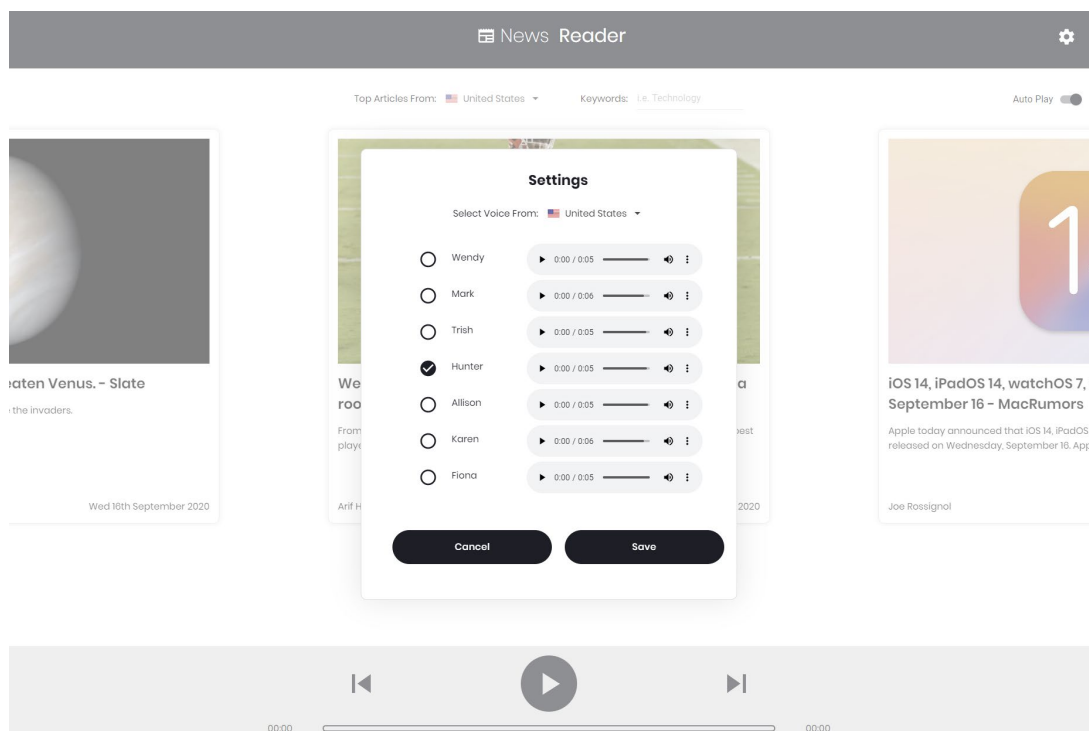 News Reader
Top Articles From: United States
Keywords: i.e. Technology
Auto Play
Settings
Select Voice From: United States
Wendy 0:00 / 0:05
Mark 0:00 / 0:06
Trish 0:00 / 0:05
Hunter 0:00 / 0:05
Allison 0:00 / 0:05
Karen 0:00 / 0:06
Fiona 0:00 / 0:05
Cancel Save
eaten Venus. - Slate
the invaders.
Wed 16th September 2020
We a
roo
From est
playe
Arif H 2020
1
iOS 14, iPadOS 14, watchOS 7,
September 16 - MacRumors
Apple today announced that iOS 14, iPadOS
released on Wednesday, September 16. App
Joe Rossignol
00:00 00:00